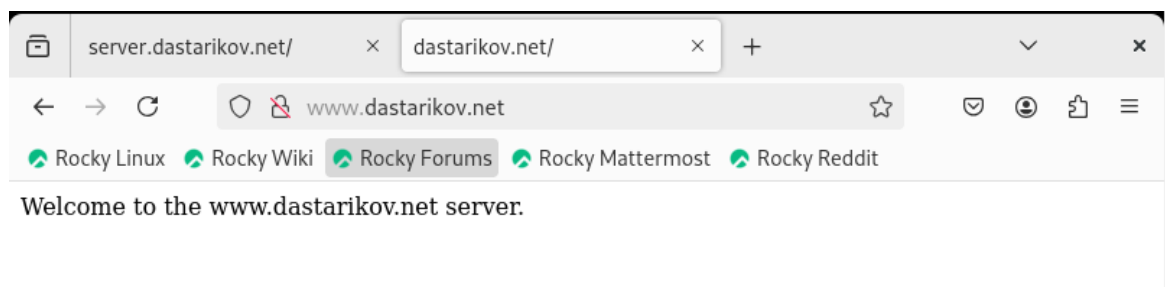 server.dastarikov.net/ dastarikov.net/
www.dastarikov.net
Rocky Linux Rocky Wiki Rocky Forums Rocky Mattermost Rocky Reddit
Welcome to the www.dastarikov.net server.